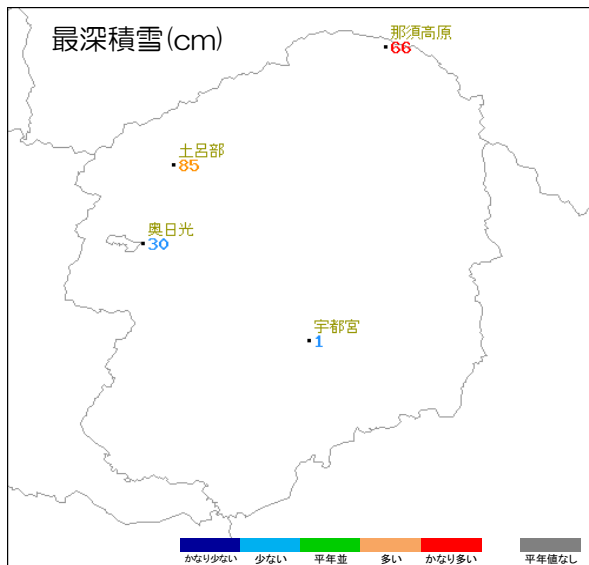 最深積雪(cm)
那須高原
66
土呂部
85
奥日光
30
宇都宮
1
かなり少ない 少ない 平年並 多い かなり多い 平年値なし